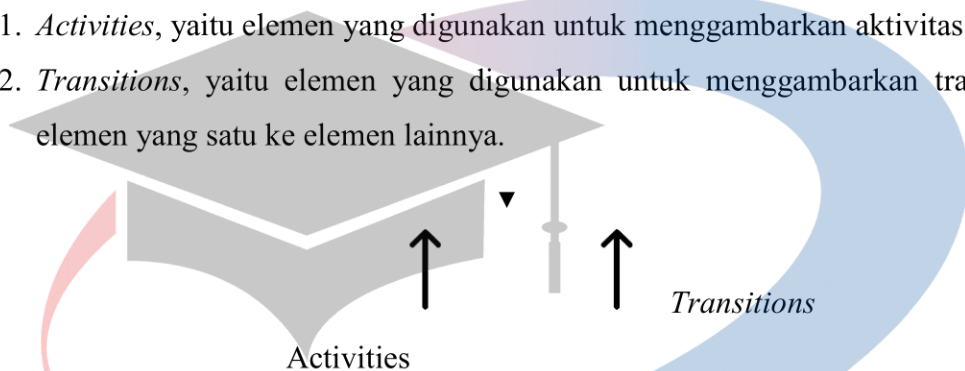 1. Activities, yaitu elemen yang digunakan untuk menggambarkan aktivitas
2. Transitions, yaitu elemen yang digunakan untuk menggambarkan tra
elemen yang satu ke elemen lainnya.
Transitions
Activities